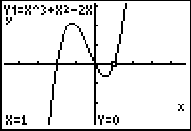 Y1=X^3+X²-2X
y
x
X=1 Y=0